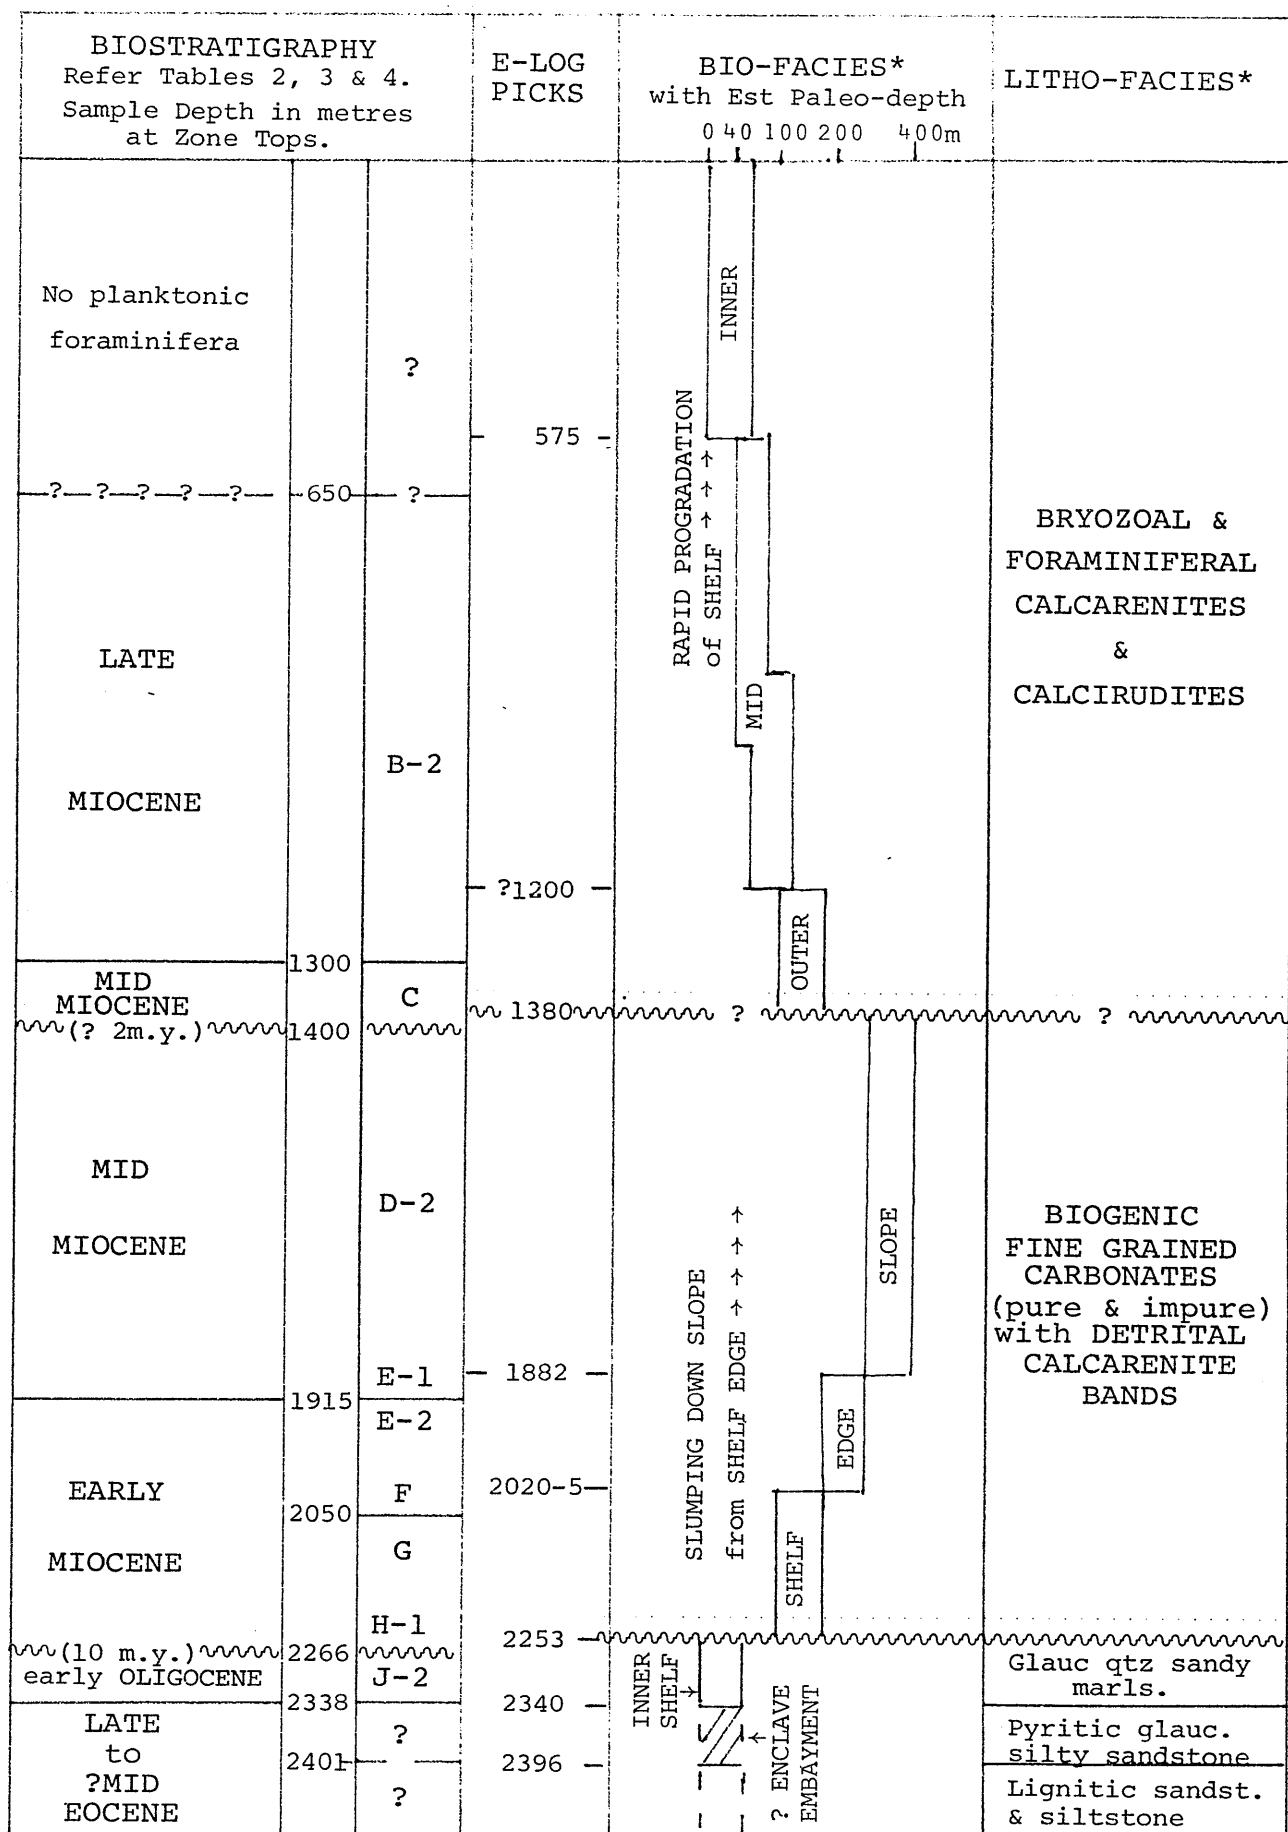 BIOSTRATIGRAPHY
Refer Tables 2, 3 & 4.
Sample Depth in metres
at Zone Tops.
E-LOG
PICKS
BIO-FACIES*
with Est Paleo-depth
0 40 100 200 400m
LITHO-FACIES*
No planktonic
foraminifera
?
INNER
575
—?—?—?—?—?— 650 — ? —
RAPID PROGRADATION
of SHELF → → → →
BRYOZOAL &
FORAMINIFERAL
CALCARENITES
&
CALCIRUDITES
LATE
MIOCENE
B-2
MID
?1200
OUTER
1300
MID
MIOCENE
C
(? 2m.y.)
1400
1380
?
?
MID
MIOCENE
D-2
SLOPE
BIOGENIC
FINE GRAINED
CARBONATES
(pure & impure)
with DETRITAL
CALCARENITE
BANDS
SLUMPING DOWN SLOPE
from SHELF EDGE → → → →
E-1
1882
1915
E-2
EDGE
EARLY
MIOCENE
F
2020-5
2050
G
SHELF
H-1
2253
(10 m.y.)
2266
early OLIGOCENE
J-2
INNER
SHELF
Glauc qtz sandy
marls.
2338
2340
LATE
to
?MID
EOCENE
?
? ENCLAVE
EMBAYMENT
Pyritic glauc.
silty sandstone
2401
2396
?
Lignitic sandst.
& siltstone